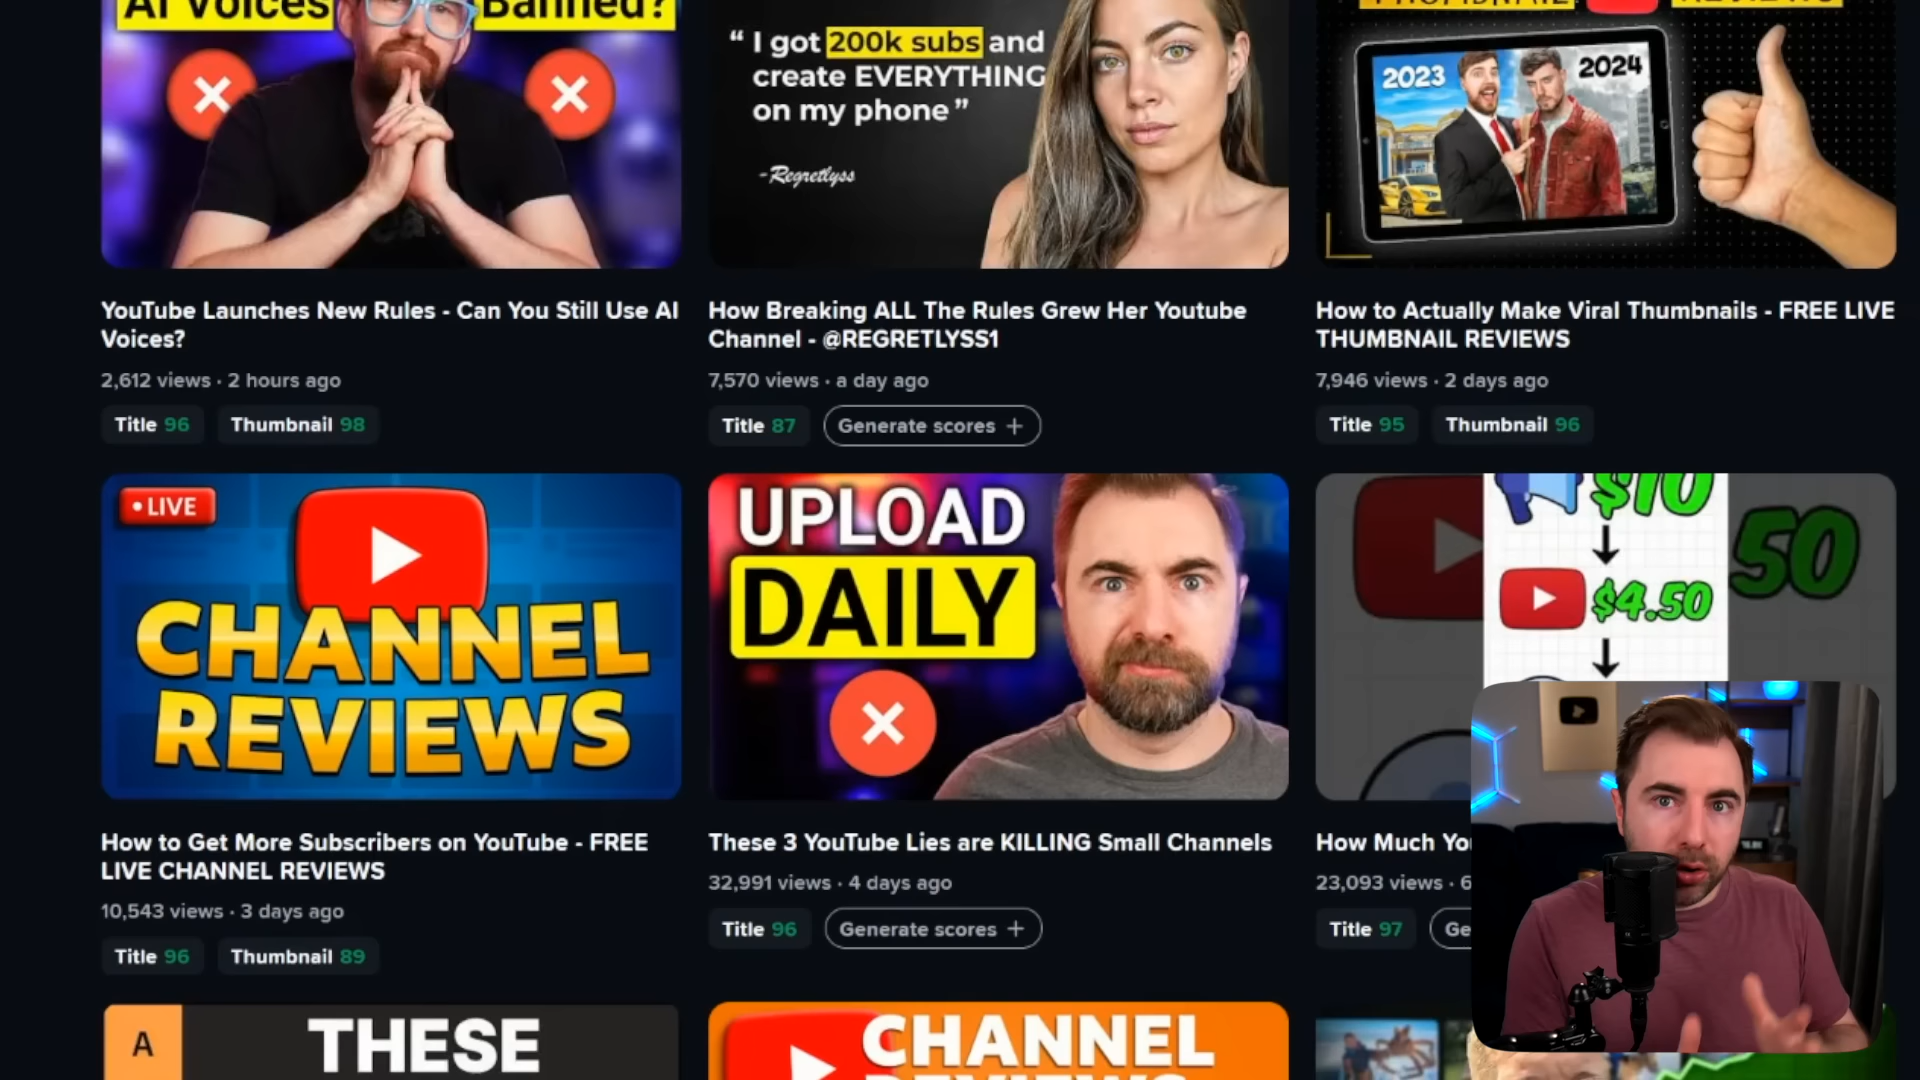 AI Voices Banned?
“ I got 200k subs and
create EVERYTHING
on my phone ”
-Regretlyss
THUMBNAIL REVIEWS
2023 2024
YouTube Launches New Rules - Can You Still Use AI
Voices?
2,612 views · 2 hours ago
Title 96 Thumbnail 98
How Breaking ALL The Rules Grew Her Youtube
Channel - @REGRETLYSS1
7,570 views · a day ago
Title 87 Generate scores +
How to Actually Make Viral Thumbnails - FREE LIVE
THUMBNAIL REVIEWS
7,946 views · 2 days ago
Title 95 Thumbnail 96
• LIVE
CHANNEL
REVIEWS
UPLOAD
DAILY
$10
$4.50
50
How to Get More Subscribers on YouTube - FREE
LIVE CHANNEL REVIEWS
10,543 views · 3 days ago
Title 96 Thumbnail 89
These 3 YouTube Lies are KILLING Small Channels
32,991 views · 4 days ago
Title 96 Generate scores +
How Much Yo
23,093 views · 6
Title 97 Ge
A
THESE
CHANNEL
REVIEWS